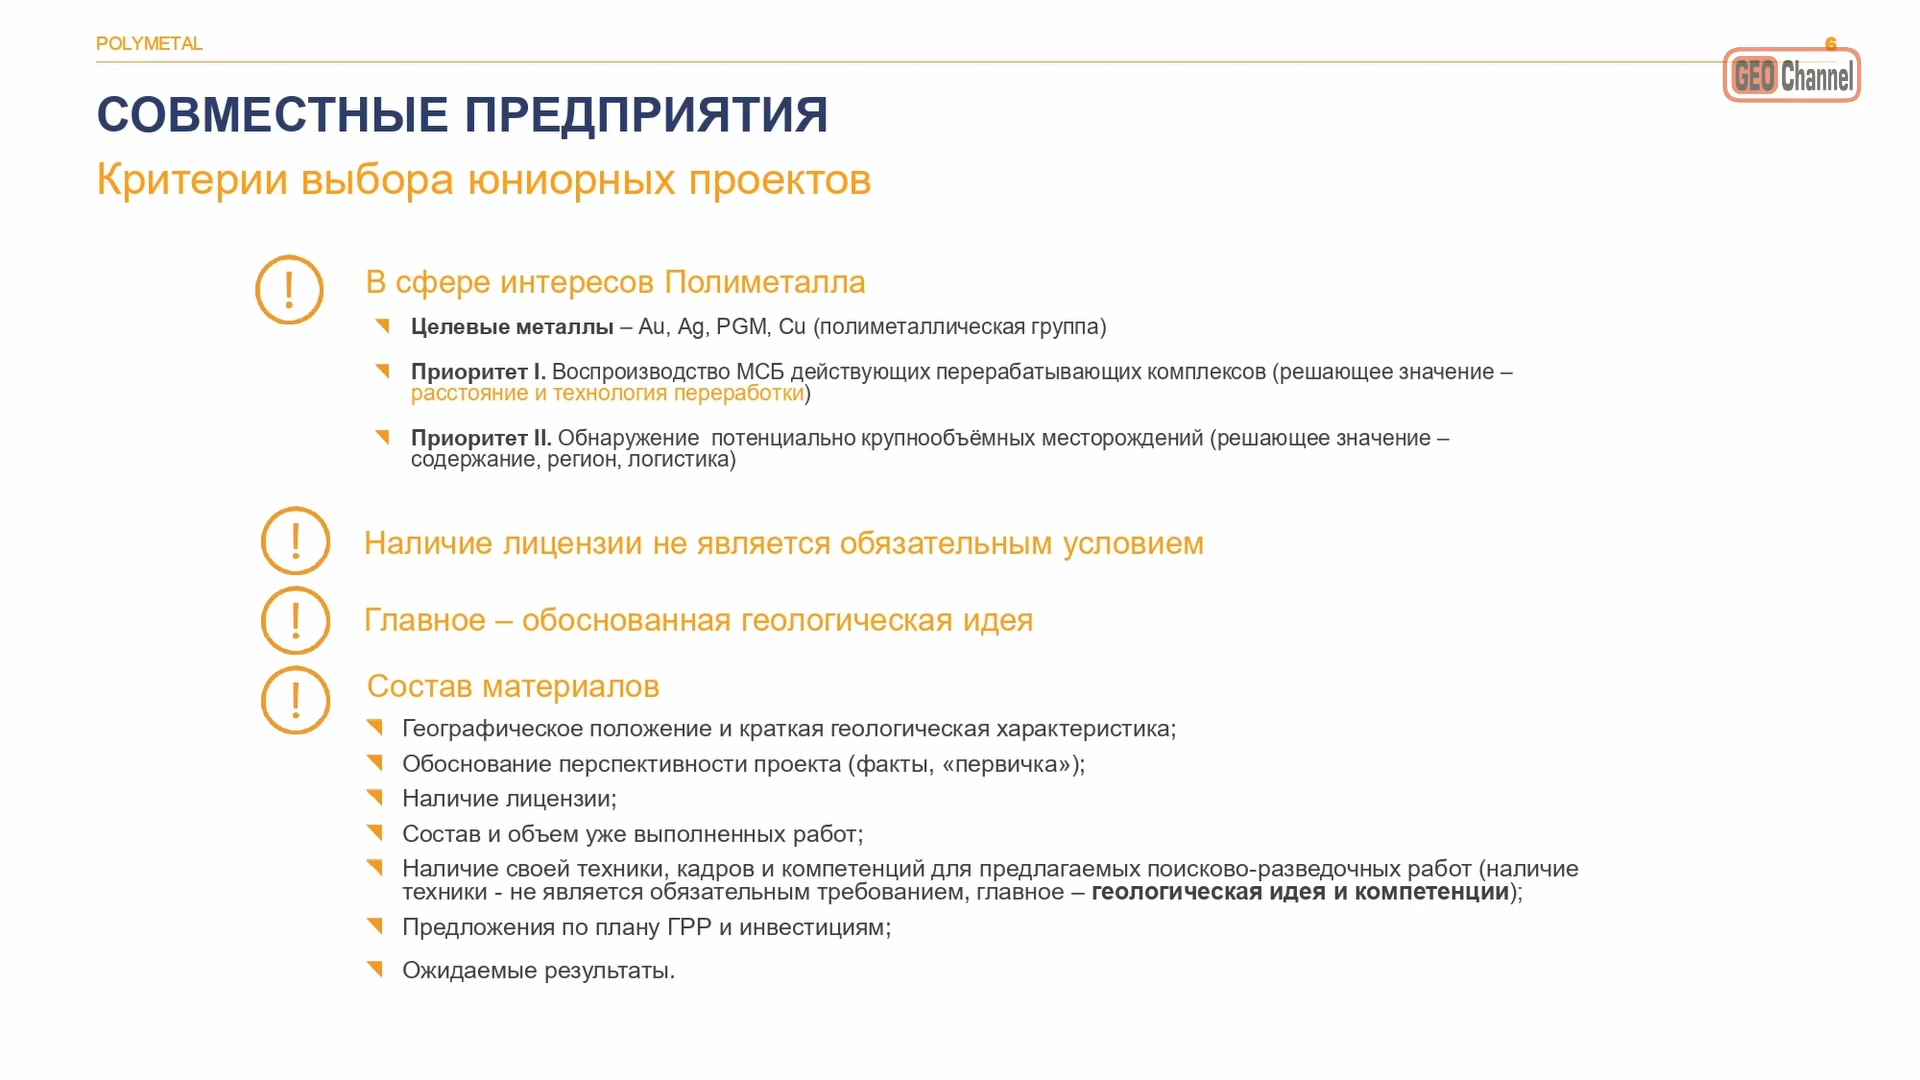 POLYMETAL
6
GEO Channel
СОВМЕСТНЫЕ ПРЕДПРИЯТИЯ
Критерии выбора юниорных проектов
В сфере интересов Полиметалла
Целевые металлы – Au, Ag, PGM, Cu (полиметаллическая группа)
Приоритет I. Воспроизводство МСБ действующих перерабатывающих комплексов (решающее значение –
расстояние и технология переработки)
Приоритет II. Обнаружение потенциально крупнообъёмных месторождений (решающее значение –
содержание, регион, логистика)
Наличие лицензии не является обязательным условием
Главное – обоснованная геологическая идея
Состав материалов
Географическое положение и краткая геологическая характеристика;
Обоснование перспективности проекта (факты, «первичка»);
Наличие лицензии;
Состав и объем уже выполненных работ;
Наличие своей техники, кадров и компетенций для предлагаемых поисково-разведочных работ (наличие
техники - не является обязательным требованием, главное – геологическая идея и компетенции);
Предложения по плану ГРР и инвестициям;
Ожидаемые результаты.